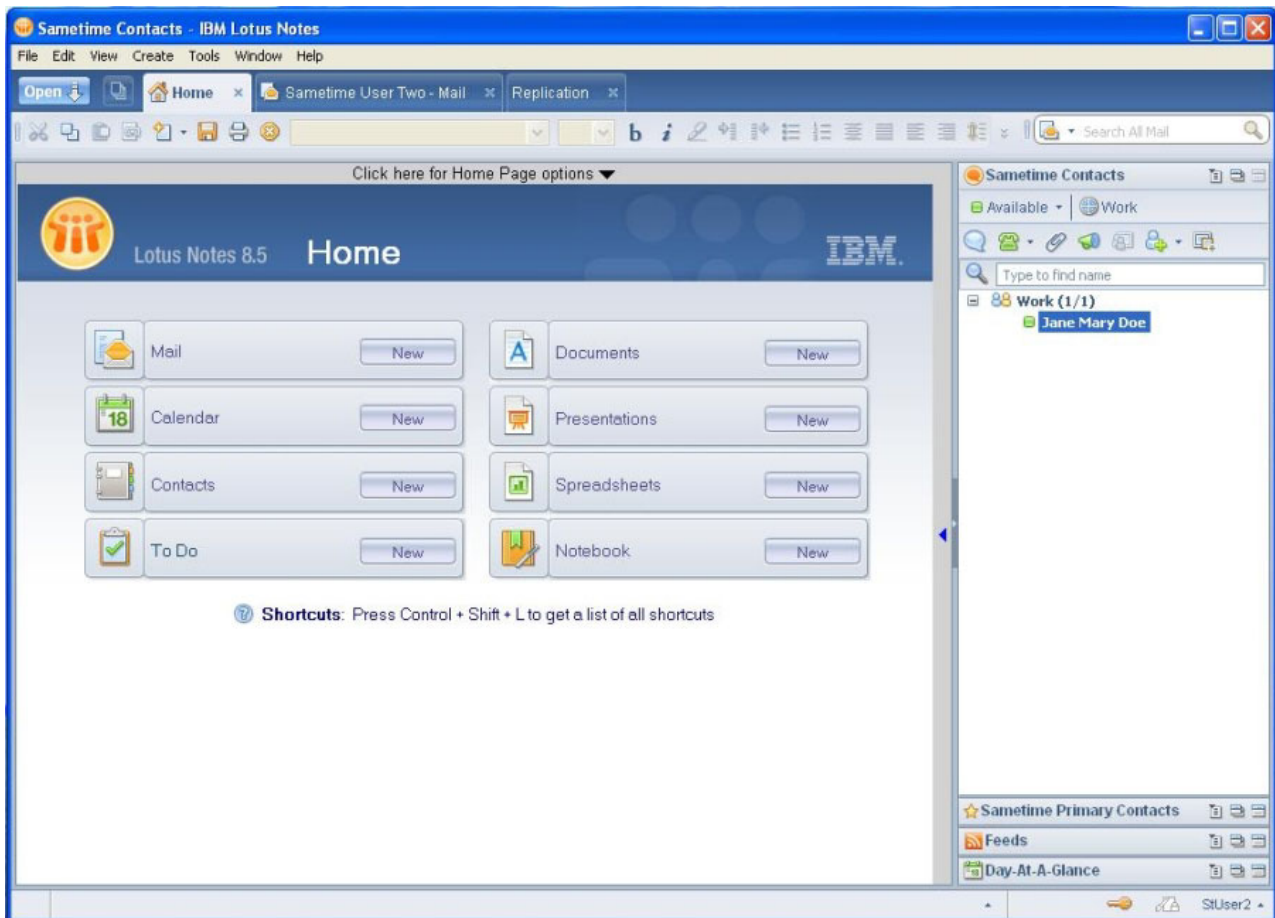 Sametime Contacts - IBM Lotus Notes
File Edit View Create Tools Window Help
Open Home Sametime User Two - Mail Replication
b i Search All Mail
Click here for Home Page options
Lotus Notes 8.5 Home IBM.
Mail New Documents New
18 Calendar New Presentations New
Contacts New Spreadsheets New
To Do New Notebook New
Shortcuts: Press Control + Shift + L to get a list of all shortcuts
Sametime Contacts
Available Work
Type to find name
Work (1/1)
Jane Mary Doe
Sametime Primary Contacts
Feeds
Day-At-A-Glance
StUser2